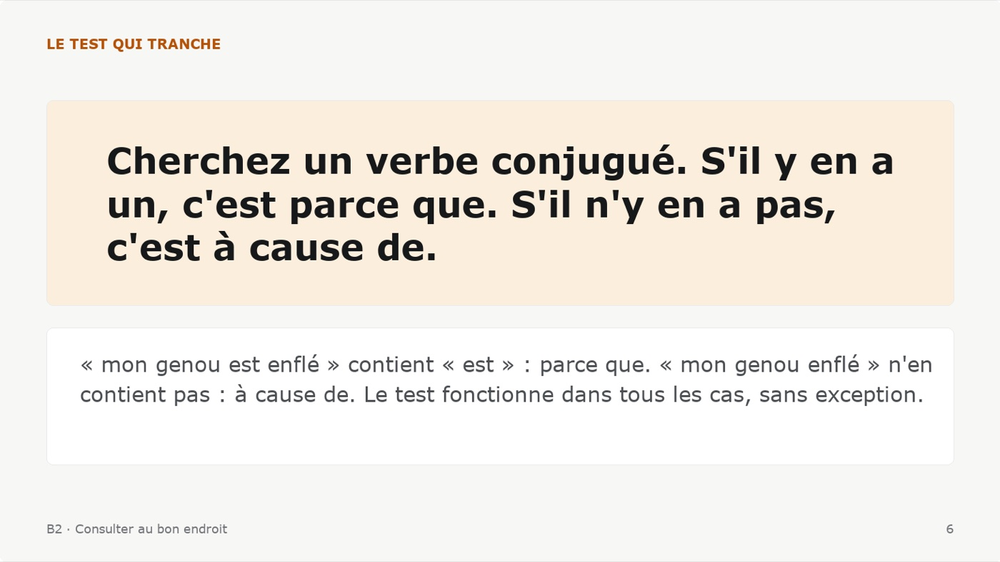 LE TEST QUI TRANCHE
Cherchez un verbe conjugué. S'il y en a
un, c'est parce que. S'il n'y en a pas,
c'est à cause de.
« mon genou est enflé » contient « est » : parce que. « mon genou enflé » n'en
contient pas : à cause de. Le test fonctionne dans tous les cas, sans exception.
B2 · Consulter au bon endroit
6